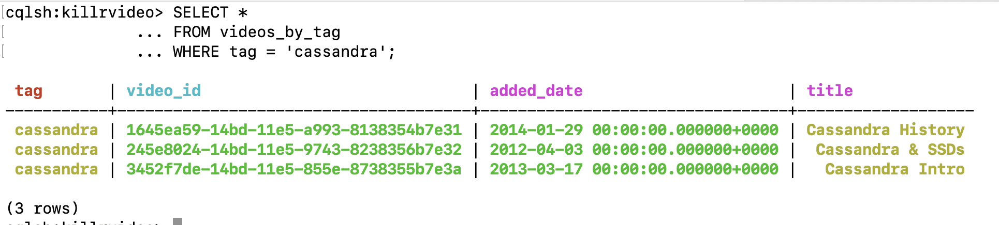 cqlsh:killrvideo> SELECT *
... FROM videos_by_tag
... WHERE tag = 'cassandra';
tag | video_id | added_date | title
-----------+--------------------------------------+---------------------------------+-------------------
cassandra | 1645ea59-14bd-11e5-a993-8138354b7e31 | 2014-01-29 00:00:00.000000+0000 | Cassandra History
cassandra | 245e8024-14bd-11e5-9743-8238356b7e32 | 2012-04-03 00:00:00.000000+0000 | Cassandra & SSDs
cassandra | 3452f7de-14bd-11e5-855e-8738355b7e3a | 2013-03-17 00:00:00.000000+0000 | Cassandra Intro
(3 rows)
cqlsh:killrvideo>